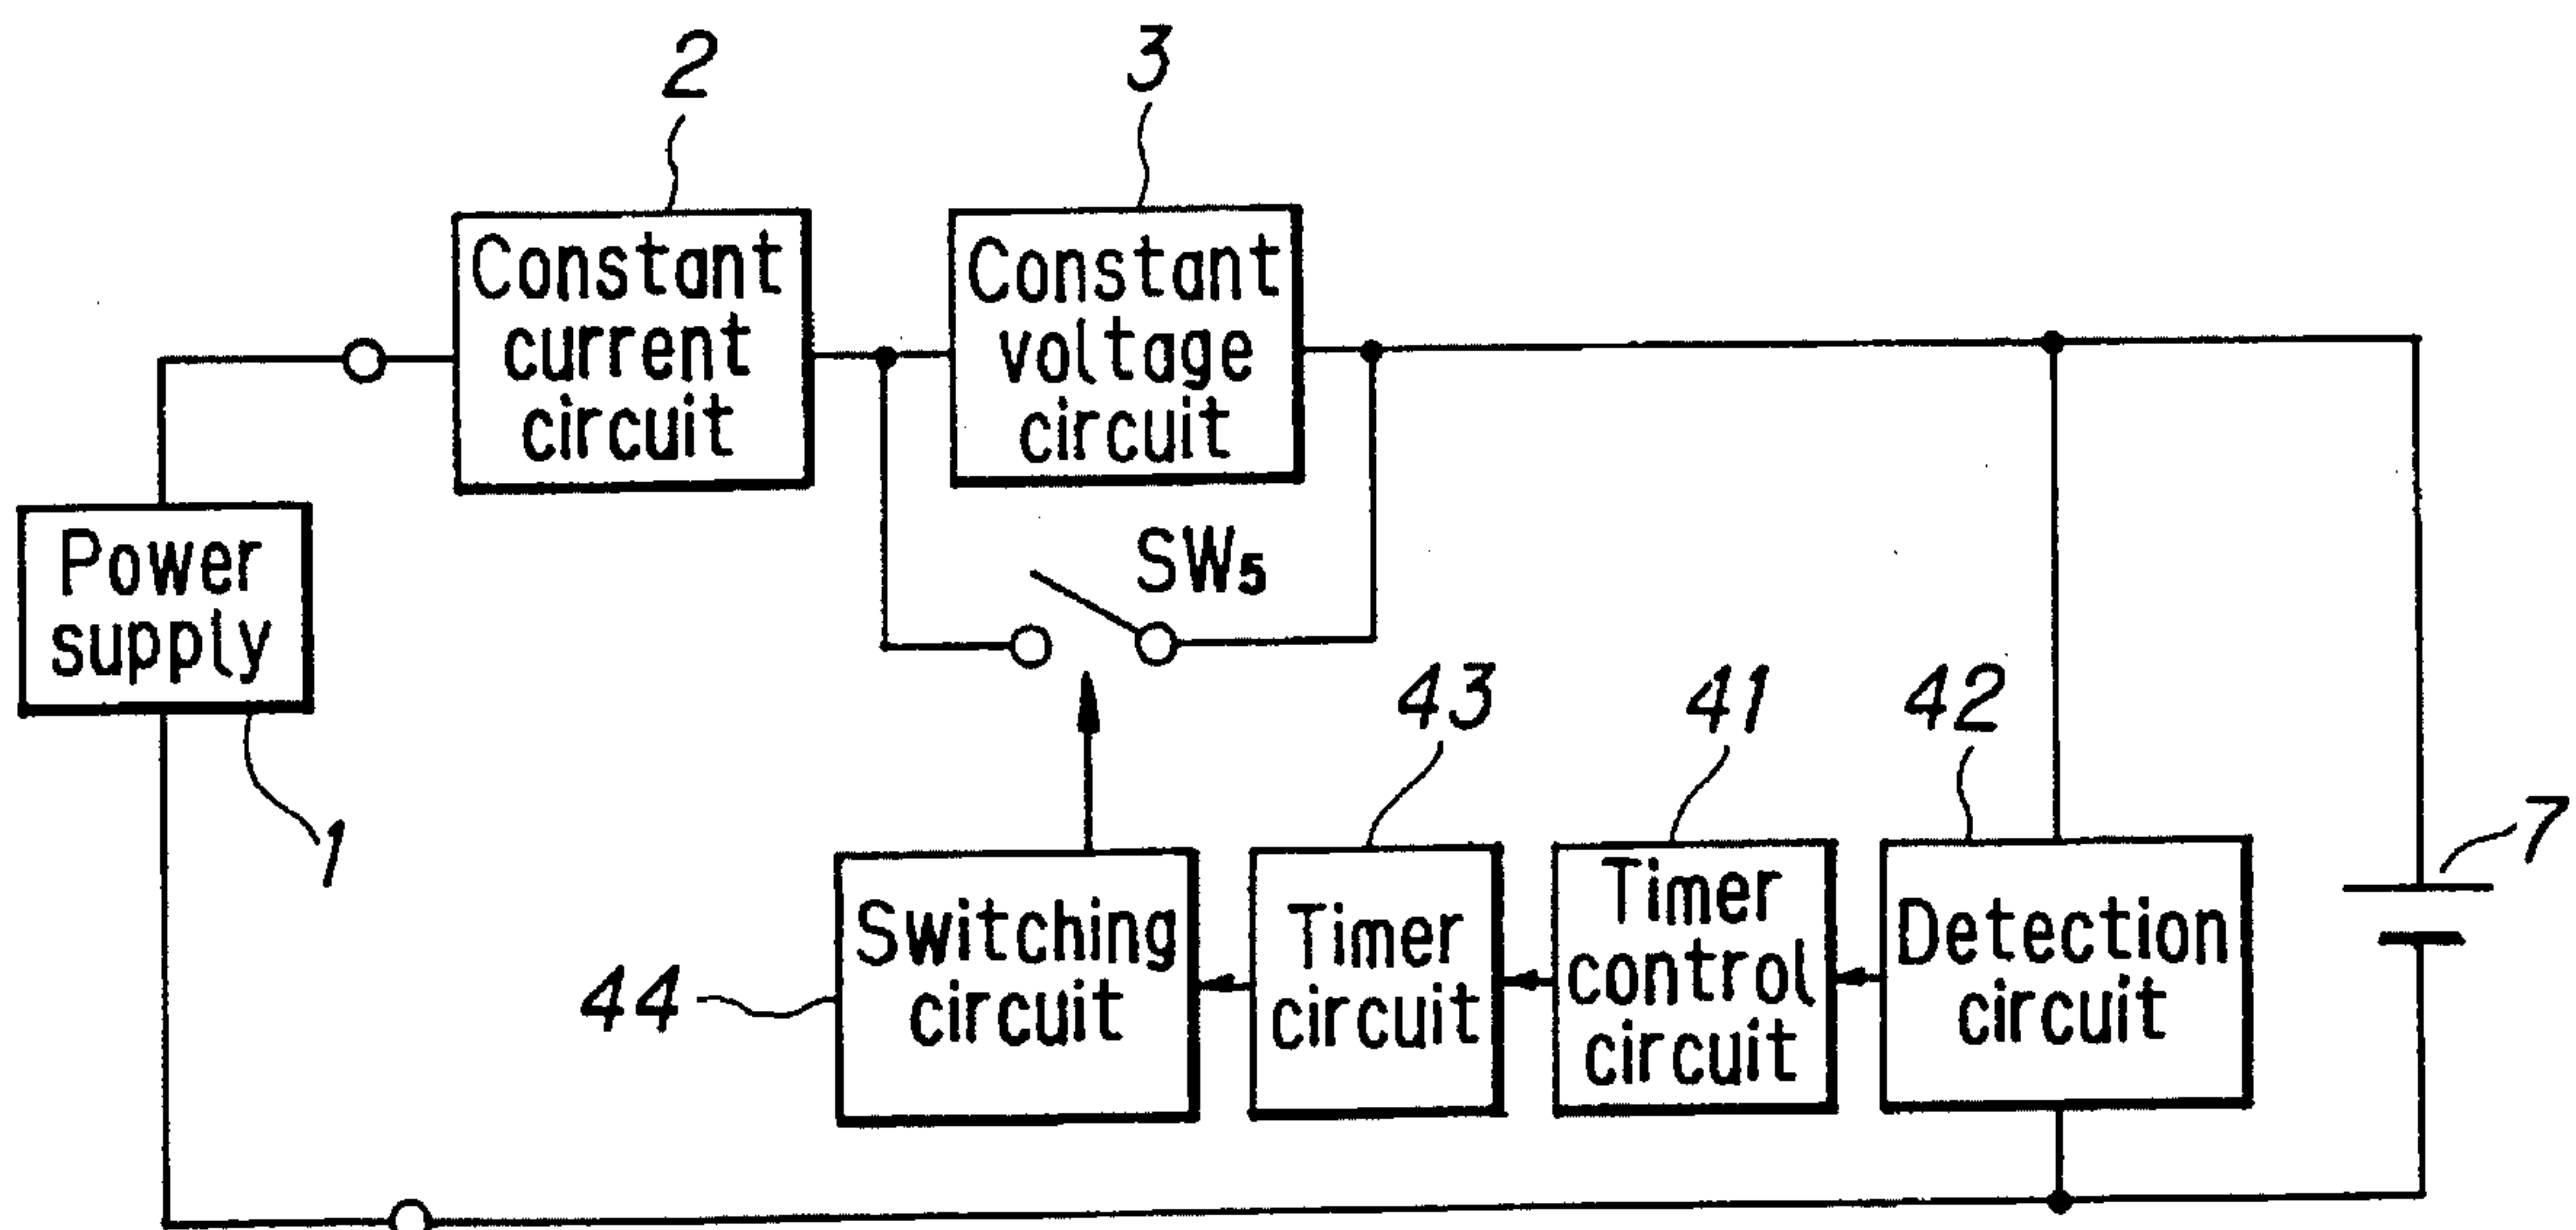 2
3
Constant
current
circuit
Constant
voltage
circuit
Power
supply
1
SW5
43
41
42
7
44
Switching
circuit
Timer
circuit
Timer
control
circuit
Detection
circuit